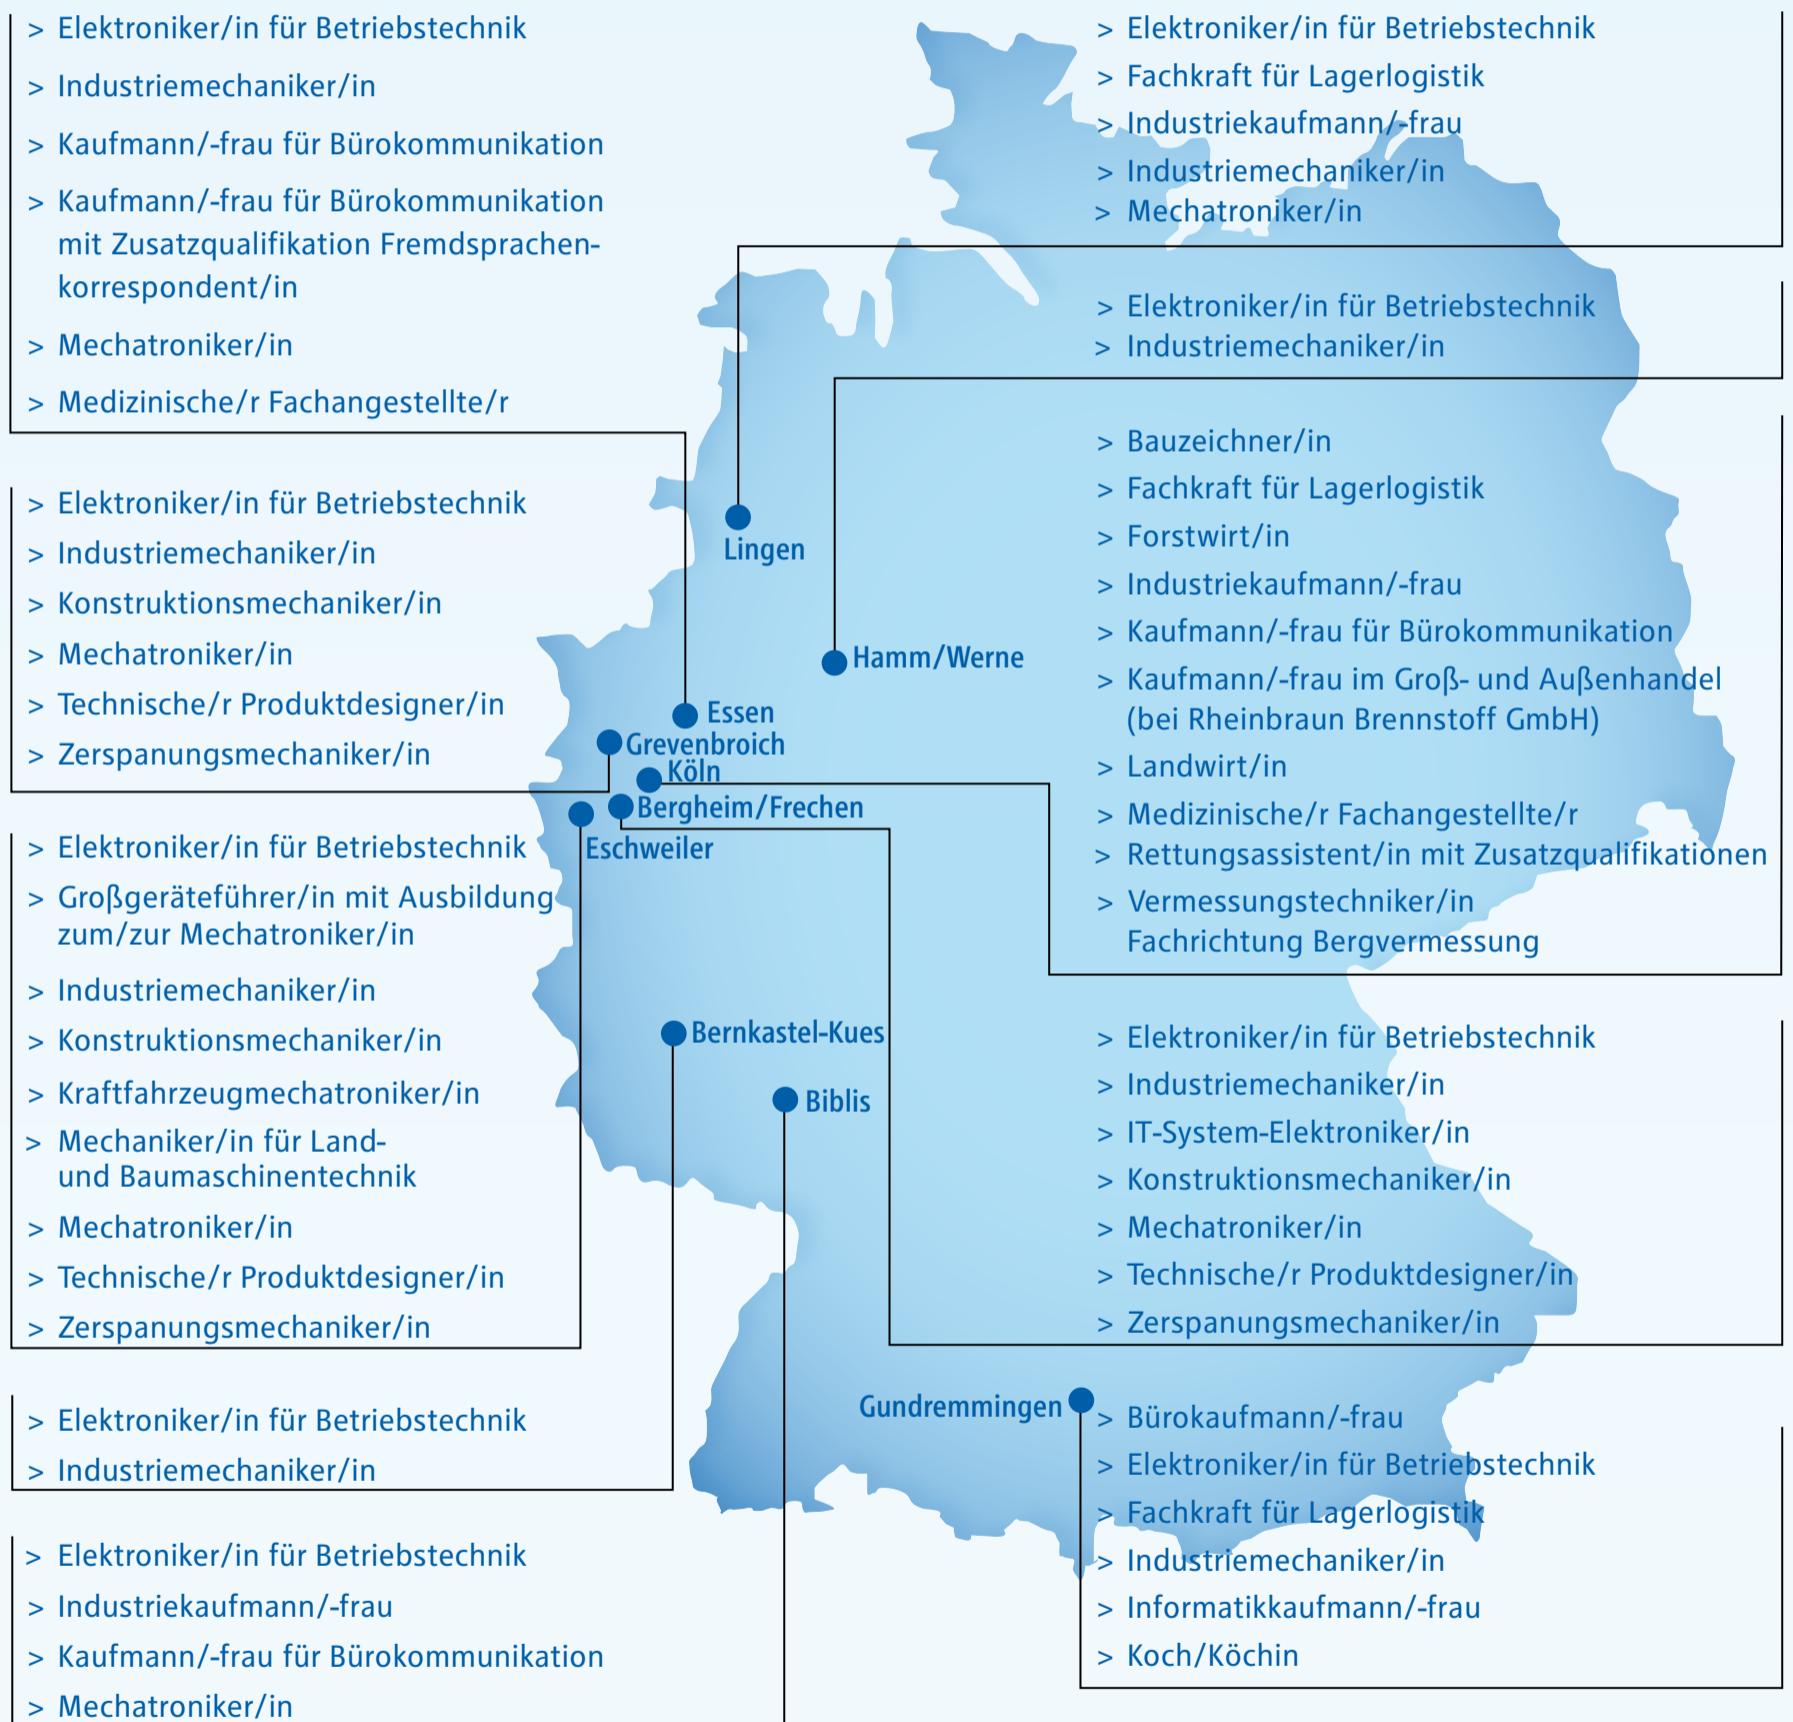 > Elektroniker/in für Betriebstechnik
> Industriemechaniker/in
> Kaufmann/-frau für Bürokommunikation
> Kaufmann/-frau für Bürokommunikation
mit Zusatzqualifikation Fremdsprachen-
korrespondent/in
> Mechatroniker/in
> Medizinische/r Fachangestellte/r
> Elektroniker/in für Betriebstechnik
> Industriemechaniker/in
> Konstruktionsmechaniker/in
> Mechatroniker/in
> Technische/r Produktdesigner/in
> Zerspanungsmechaniker/in
> Elektroniker/in für Betriebstechnik
> Großgeräteführer/in mit Ausbildung
zum/zur Mechatroniker/in
> Industriemechaniker/in
> Konstruktionsmechaniker/in
> Kraftfahrzeugmechatroniker/in
> Mechaniker/in für Land-
und Baumaschinentechnik
> Mechatroniker/in
> Technische/r Produktdesigner/in
> Zerspanungsmechaniker/in
> Elektroniker/in für Betriebstechnik
> Industriemechaniker/in
> Elektroniker/in für Betriebstechnik
> Industriekaufmann/-frau
> Kaufmann/-frau für Bürokommunikation
> Mechatroniker/in
Lingen
Hamm/Werne
Essen
Grevenbroich
Köln
Bergheim/Frechen
Eschweiler
Bernkastel-Kues
Biblis
Gundremmingen
> Elektroniker/in für Betriebstechnik
> Fachkraft für Lagerlogistik
> Industriekaufmann/-frau
> Industriemechaniker/in
> Mechatroniker/in
> Elektroniker/in für Betriebstechnik
> Industriemechaniker/in
> Bauzeichner/in
> Fachkraft für Lagerlogistik
> Forstwirt/in
> Industriekaufmann/-frau
> Kaufmann/-frau für Bürokommunikation
> Kaufmann/-frau im Groß- und Außenhandel
(bei Rheinbraun Brennstoff GmbH)
> Landwirt/in
> Medizinische/r Fachangestellte/r
> Rettungsassistent/in mit Zusatzqualifikationen
> Vermessungstechniker/in
Fachrichtung Bergvermessung
> Elektroniker/in für Betriebstechnik
> Industriemechaniker/in
> IT-System-Elektroniker/in
> Konstruktionsmechaniker/in
> Mechatroniker/in
> Technische/r Produktdesigner/in
> Zerspanungsmechaniker/in
> Bürokaufmann/-frau
> Elektroniker/in für Betriebstechnik
> Fachkraft für Lagerlogistik
> Industriemechaniker/in
> Informatikkaufmann/-frau
> Koch/Köchin